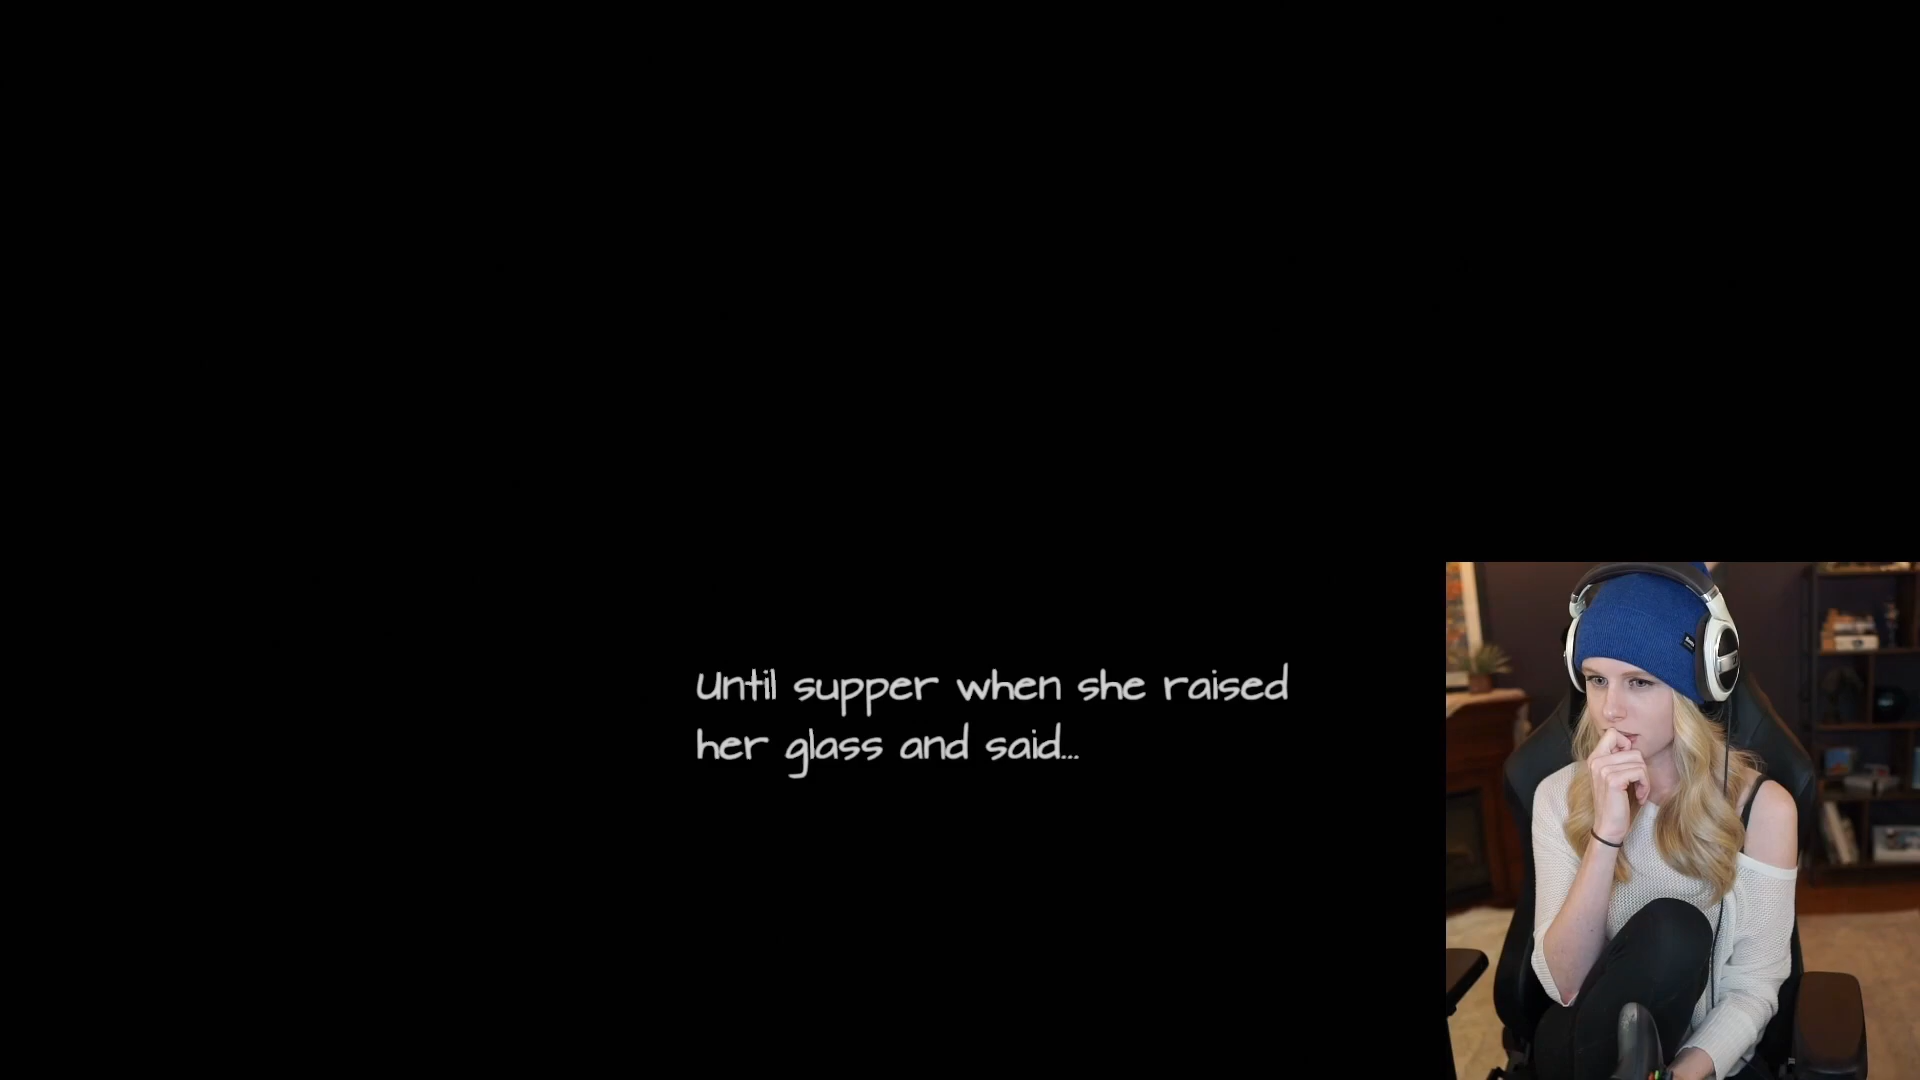 Until supper when she raised
her glass and said...